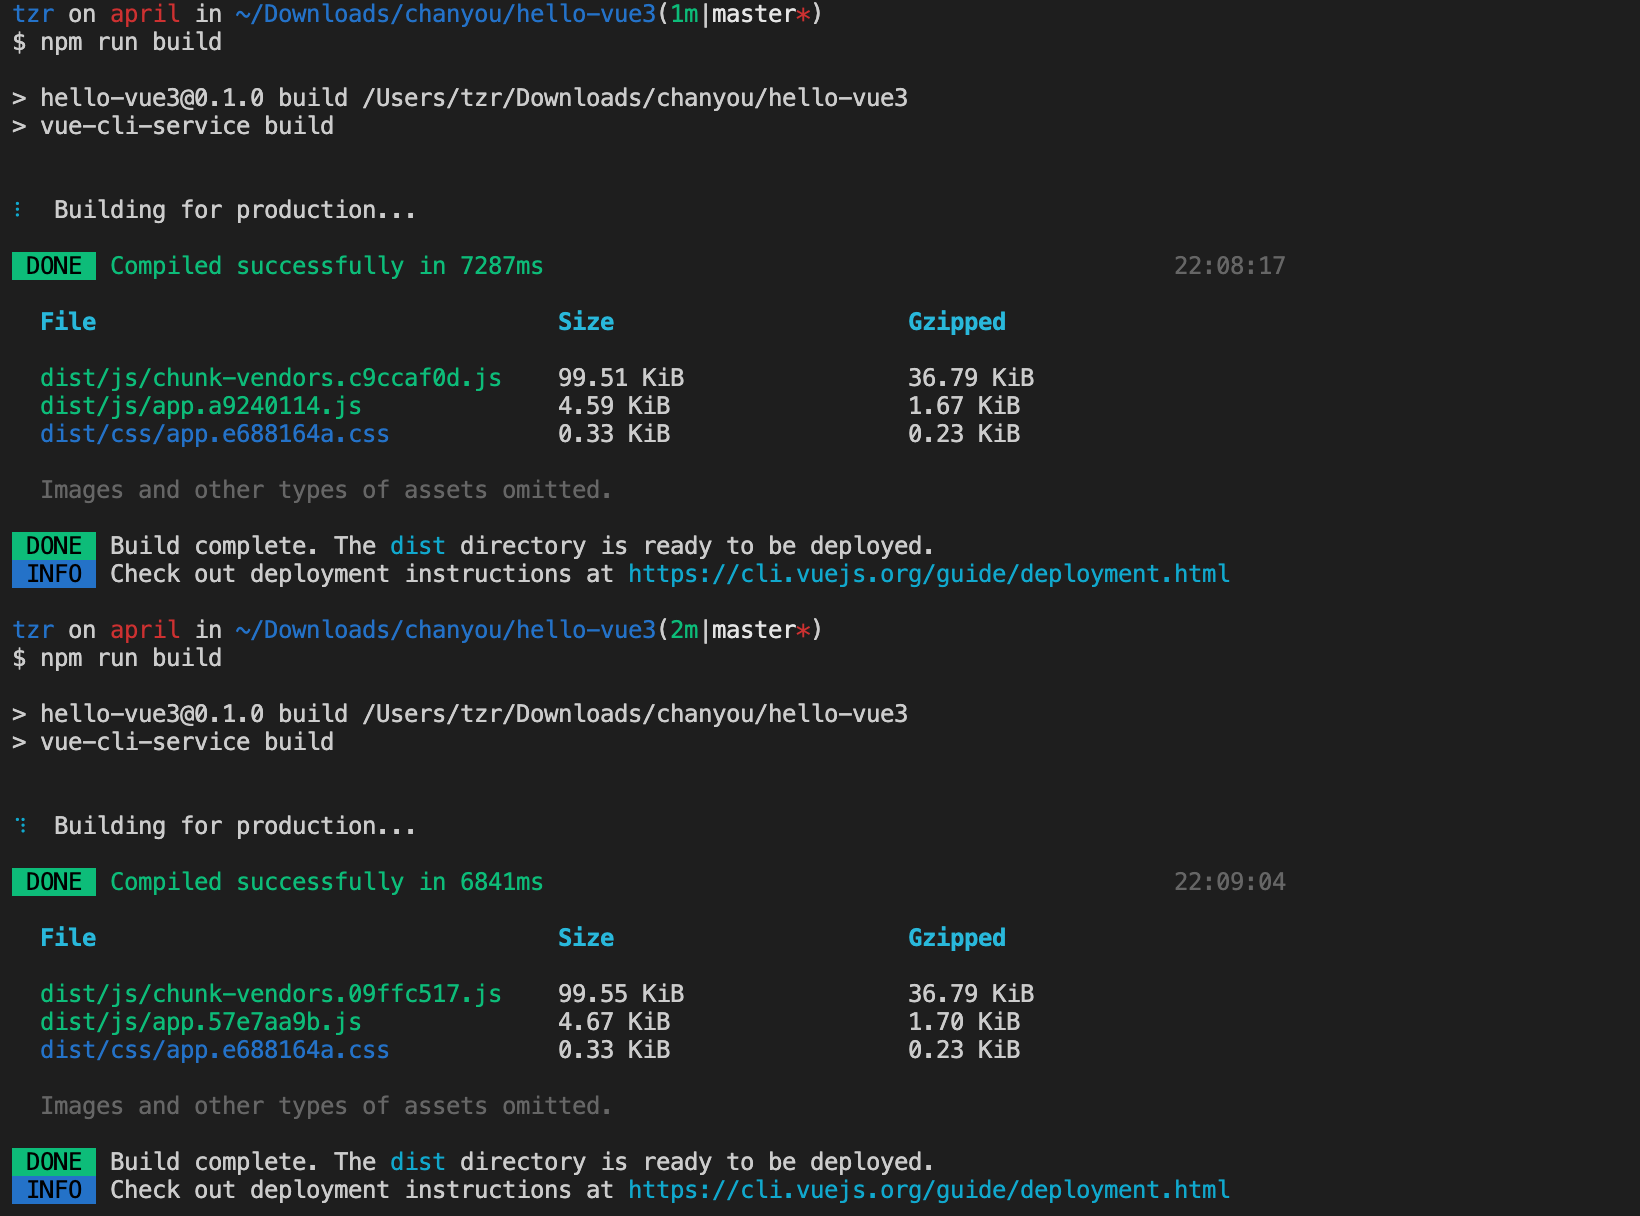 tzr on april in ~/Downloads/chanyou/hello-vue3(1m|master*)
$ npm run build
> hello-vue3@0.1.0 build /Users/tzr/Downloads/chanyou/hello-vue3
> vue-cli-service build
⠸  Building for production...
DONE  Compiled successfully in 7287ms 22:08:17
File Size Gzipped
dist/js/chunk-vendors.c9ccaf0d.js 99.51 KiB 36.79 KiB
dist/js/app.a9240114.js 4.59 KiB 1.67 KiB
dist/css/app.e688164a.css 0.33 KiB 0.23 KiB
Images and other types of assets omitted.
DONE  Build complete. The dist directory is ready to be deployed.
INFO  Check out deployment instructions at https://cli.vuejs.org/guide/deployment.html
tzr on april in ~/Downloads/chanyou/hello-vue3(2m|master*)
$ npm run build
> hello-vue3@0.1.0 build /Users/tzr/Downloads/chanyou/hello-vue3
> vue-cli-service build
⠹  Building for production...
DONE  Compiled successfully in 6841ms 22:09:04
File Size Gzipped
dist/js/chunk-vendors.09ffc517.js 99.55 KiB 36.79 KiB
dist/js/app.57e7aa9b.js 4.67 KiB 1.70 KiB
dist/css/app.e688164a.css 0.33 KiB 0.23 KiB
Images and other types of assets omitted.
DONE  Build complete. The dist directory is ready to be deployed.
INFO  Check out deployment instructions at https://cli.vuejs.org/guide/deployment.html